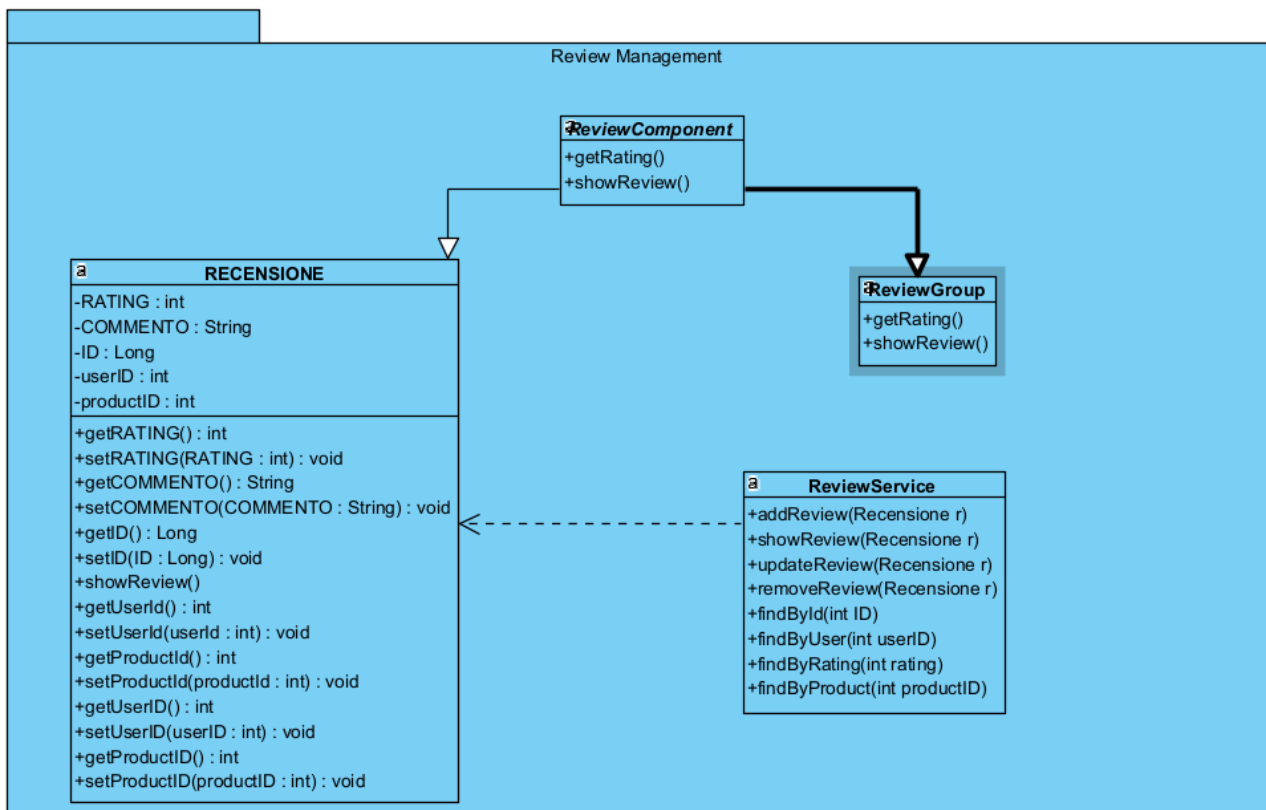 Review Management
ReviewComponent
+getRating()
+showReview()
RECENSIONE
-RATING : int
-COMMENTO : String
-ID : Long
-userID : int
-productID : int
+getRATING() : int
+setRATING(RATING : int) : void
+getCOMMENTO() : String
+setCOMMENTO(COMMENTO : String) : void
+getID() : Long
+setID(ID : Long) : void
+showReview()
+getUserId() : int
+setUserId(userId : int) : void
+getProductId() : int
+setProductId(productId : int) : void
+getUserID() : int
+setUserID(userID : int) : void
+getProductID() : int
+setProductID(productID : int) : void
ReviewGroup
+getRating()
+showReview()
ReviewService
+addReview(Recensione r)
+showReview(Recensione r)
+updateReview(Recensione r)
+removeReview(Recensione r)
+findById(int ID)
+findByUser(int userID)
+findByRating(int rating)
+findByProduct(int productID)